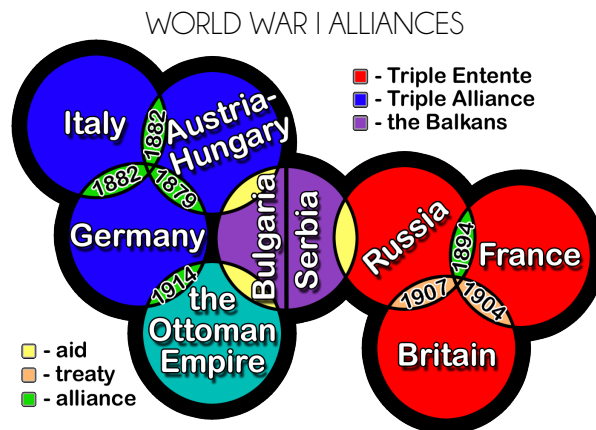 WORLD WAR I ALLIANCES
- Triple Entente
- Triple Alliance
- the Balkans
Italy
1882
Austria-
Hungary
1882
1879
Germany
Bulgaria
Serbia
Russia
1894
France
1914
the
Ottoman
Empire
1907
1904
Britain
- aid
- treaty
- alliance